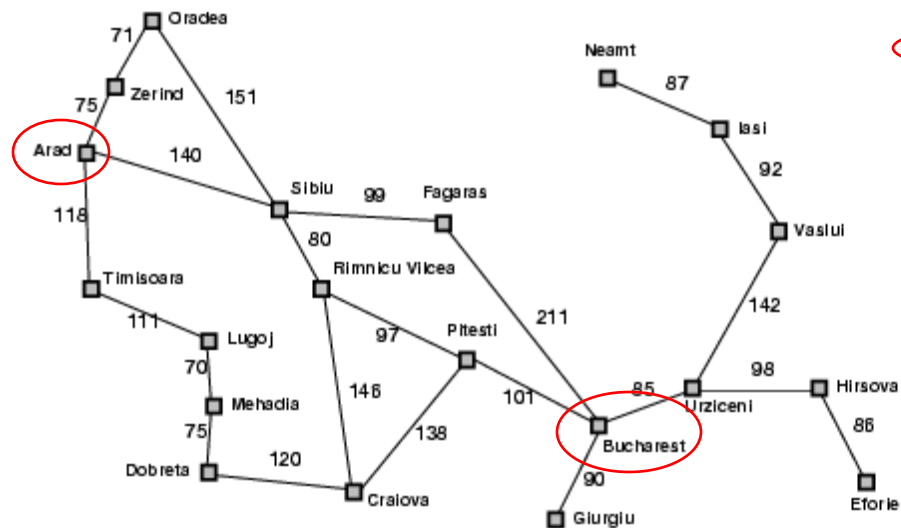 Oradea
71
Neamt
87
Zerind
151
75
Iasi
Arad
140
92
Sibiu
99
Fagaras
118
80
Vaslui
Timisoara
Rimnicu Vilcea
111
211
142
Lugoj
97
Pitesti
70
98
146
101
85
Hirsova
Mehadia
Urziceni
75
138
86
120
Bucharest
Dobreta
90
Craiova
Eforie
Giurgiu